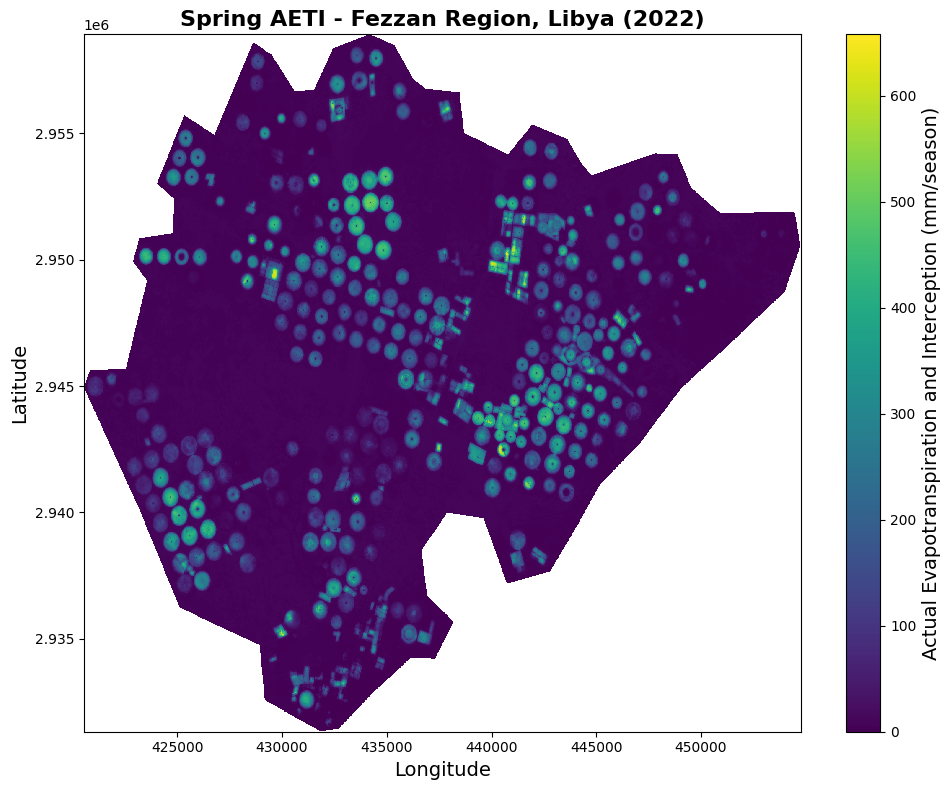 Spring AETI - Fezzan Region, Libya (2022)
1e6
2.955
2.950
2.945
2.940
2.935
Latitude
425000 430000 435000 440000 445000 450000
Longitude
600
500
400
300
200
100
0
Actual Evapotranspiration and Interception (mm/season)